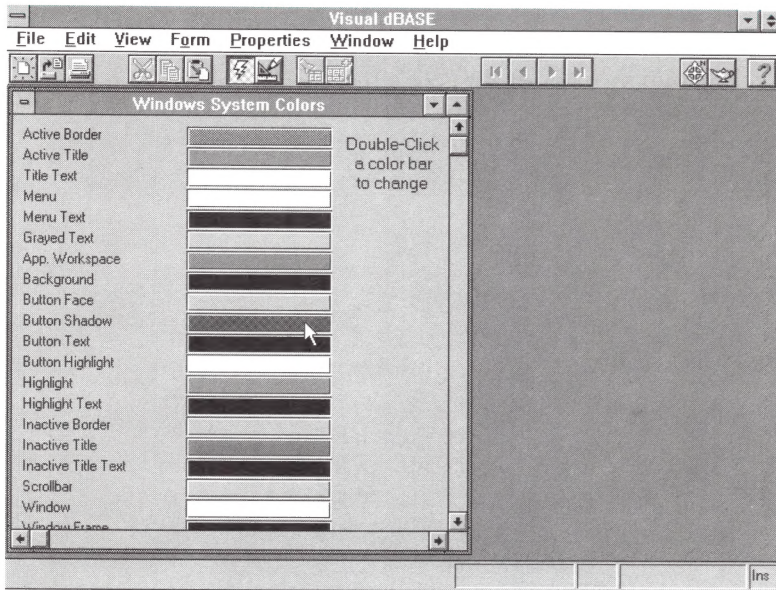 Visual dBASE
File Edit View Form Properties Window Help
?
Windows System Colors
Active Border
Active Title
Title Text
Menu
Menu Text
Grayed Text
App. Workspace
Background
Button Face
Button Shadow
Button Text
Button Highlight
Highlight
Highlight Text
Inactive Border
Inactive Title
Inactive Title Text
Scrollbar
Window
Window Frame
Double-Click
a color bar
to change
Ins